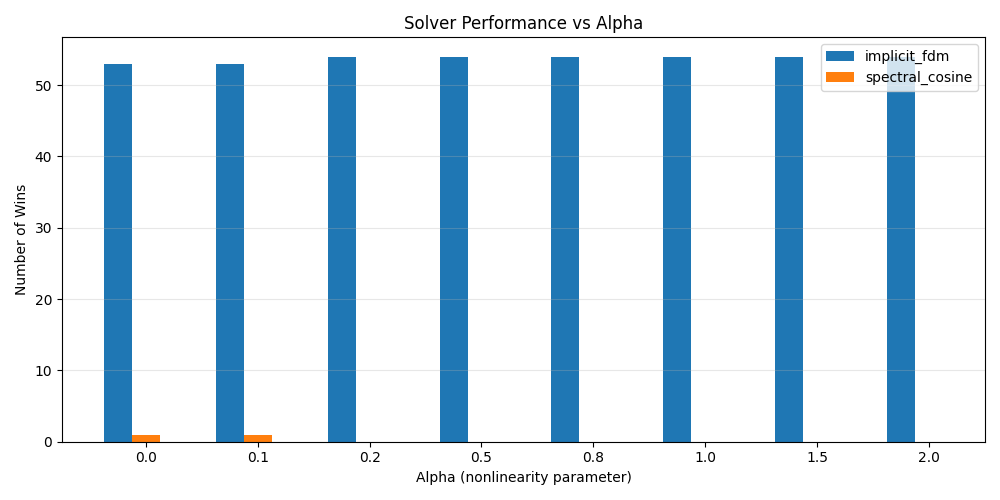 Solver Performance vs Alpha
implicit_fdm
spectral_cosine
Number of Wins
50
40
30
20
10
0
0.0 0.1 0.2 0.5 0.8 1.0 1.5 2.0
Alpha (nonlinearity parameter)